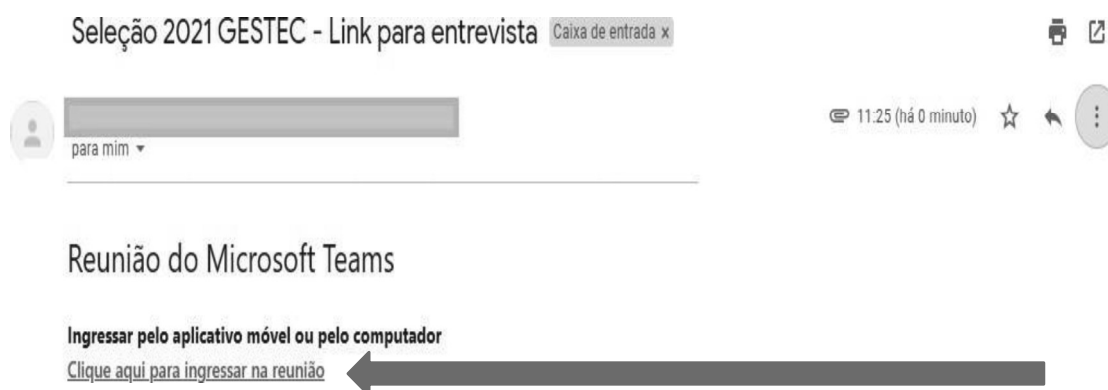 Seleção 2021 GESTEC - Link para entrevista Caixa de entrada x
11:25 (há 0 minuto)
para mim
Reunião do Microsoft Teams
Ingressar pelo aplicativo móvel ou pelo computador
Clique aqui para ingressar na reunião